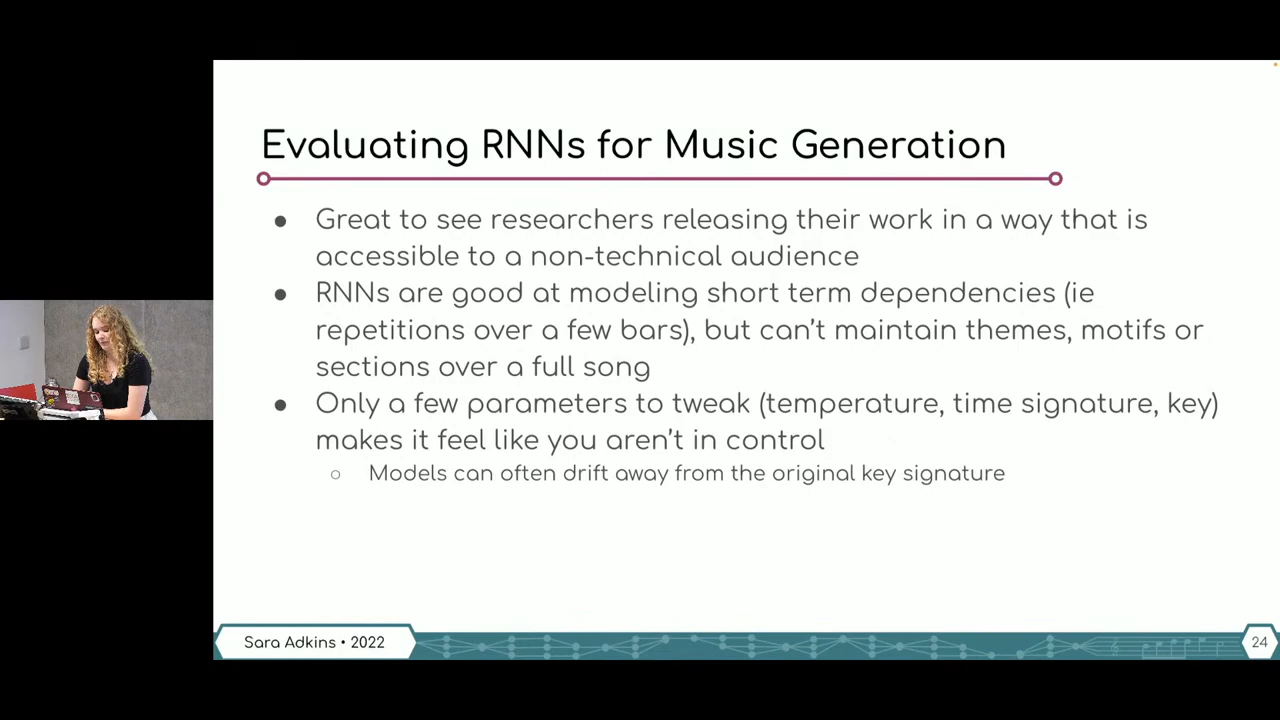 Evaluating RNNs for Music Generation
● Great to see researchers releasing their work in a way that is
accessible to a non-technical audience
● RNNs are good at modeling short term dependencies (ie
repetitions over a few bars), but can't maintain themes, motifs or
sections over a full song
● Only a few parameters to tweak (temperature, time signature, key)
makes it feel like you aren't in control
○ Models can often drift away from the original key signature
Sara Adkins • 2022
24